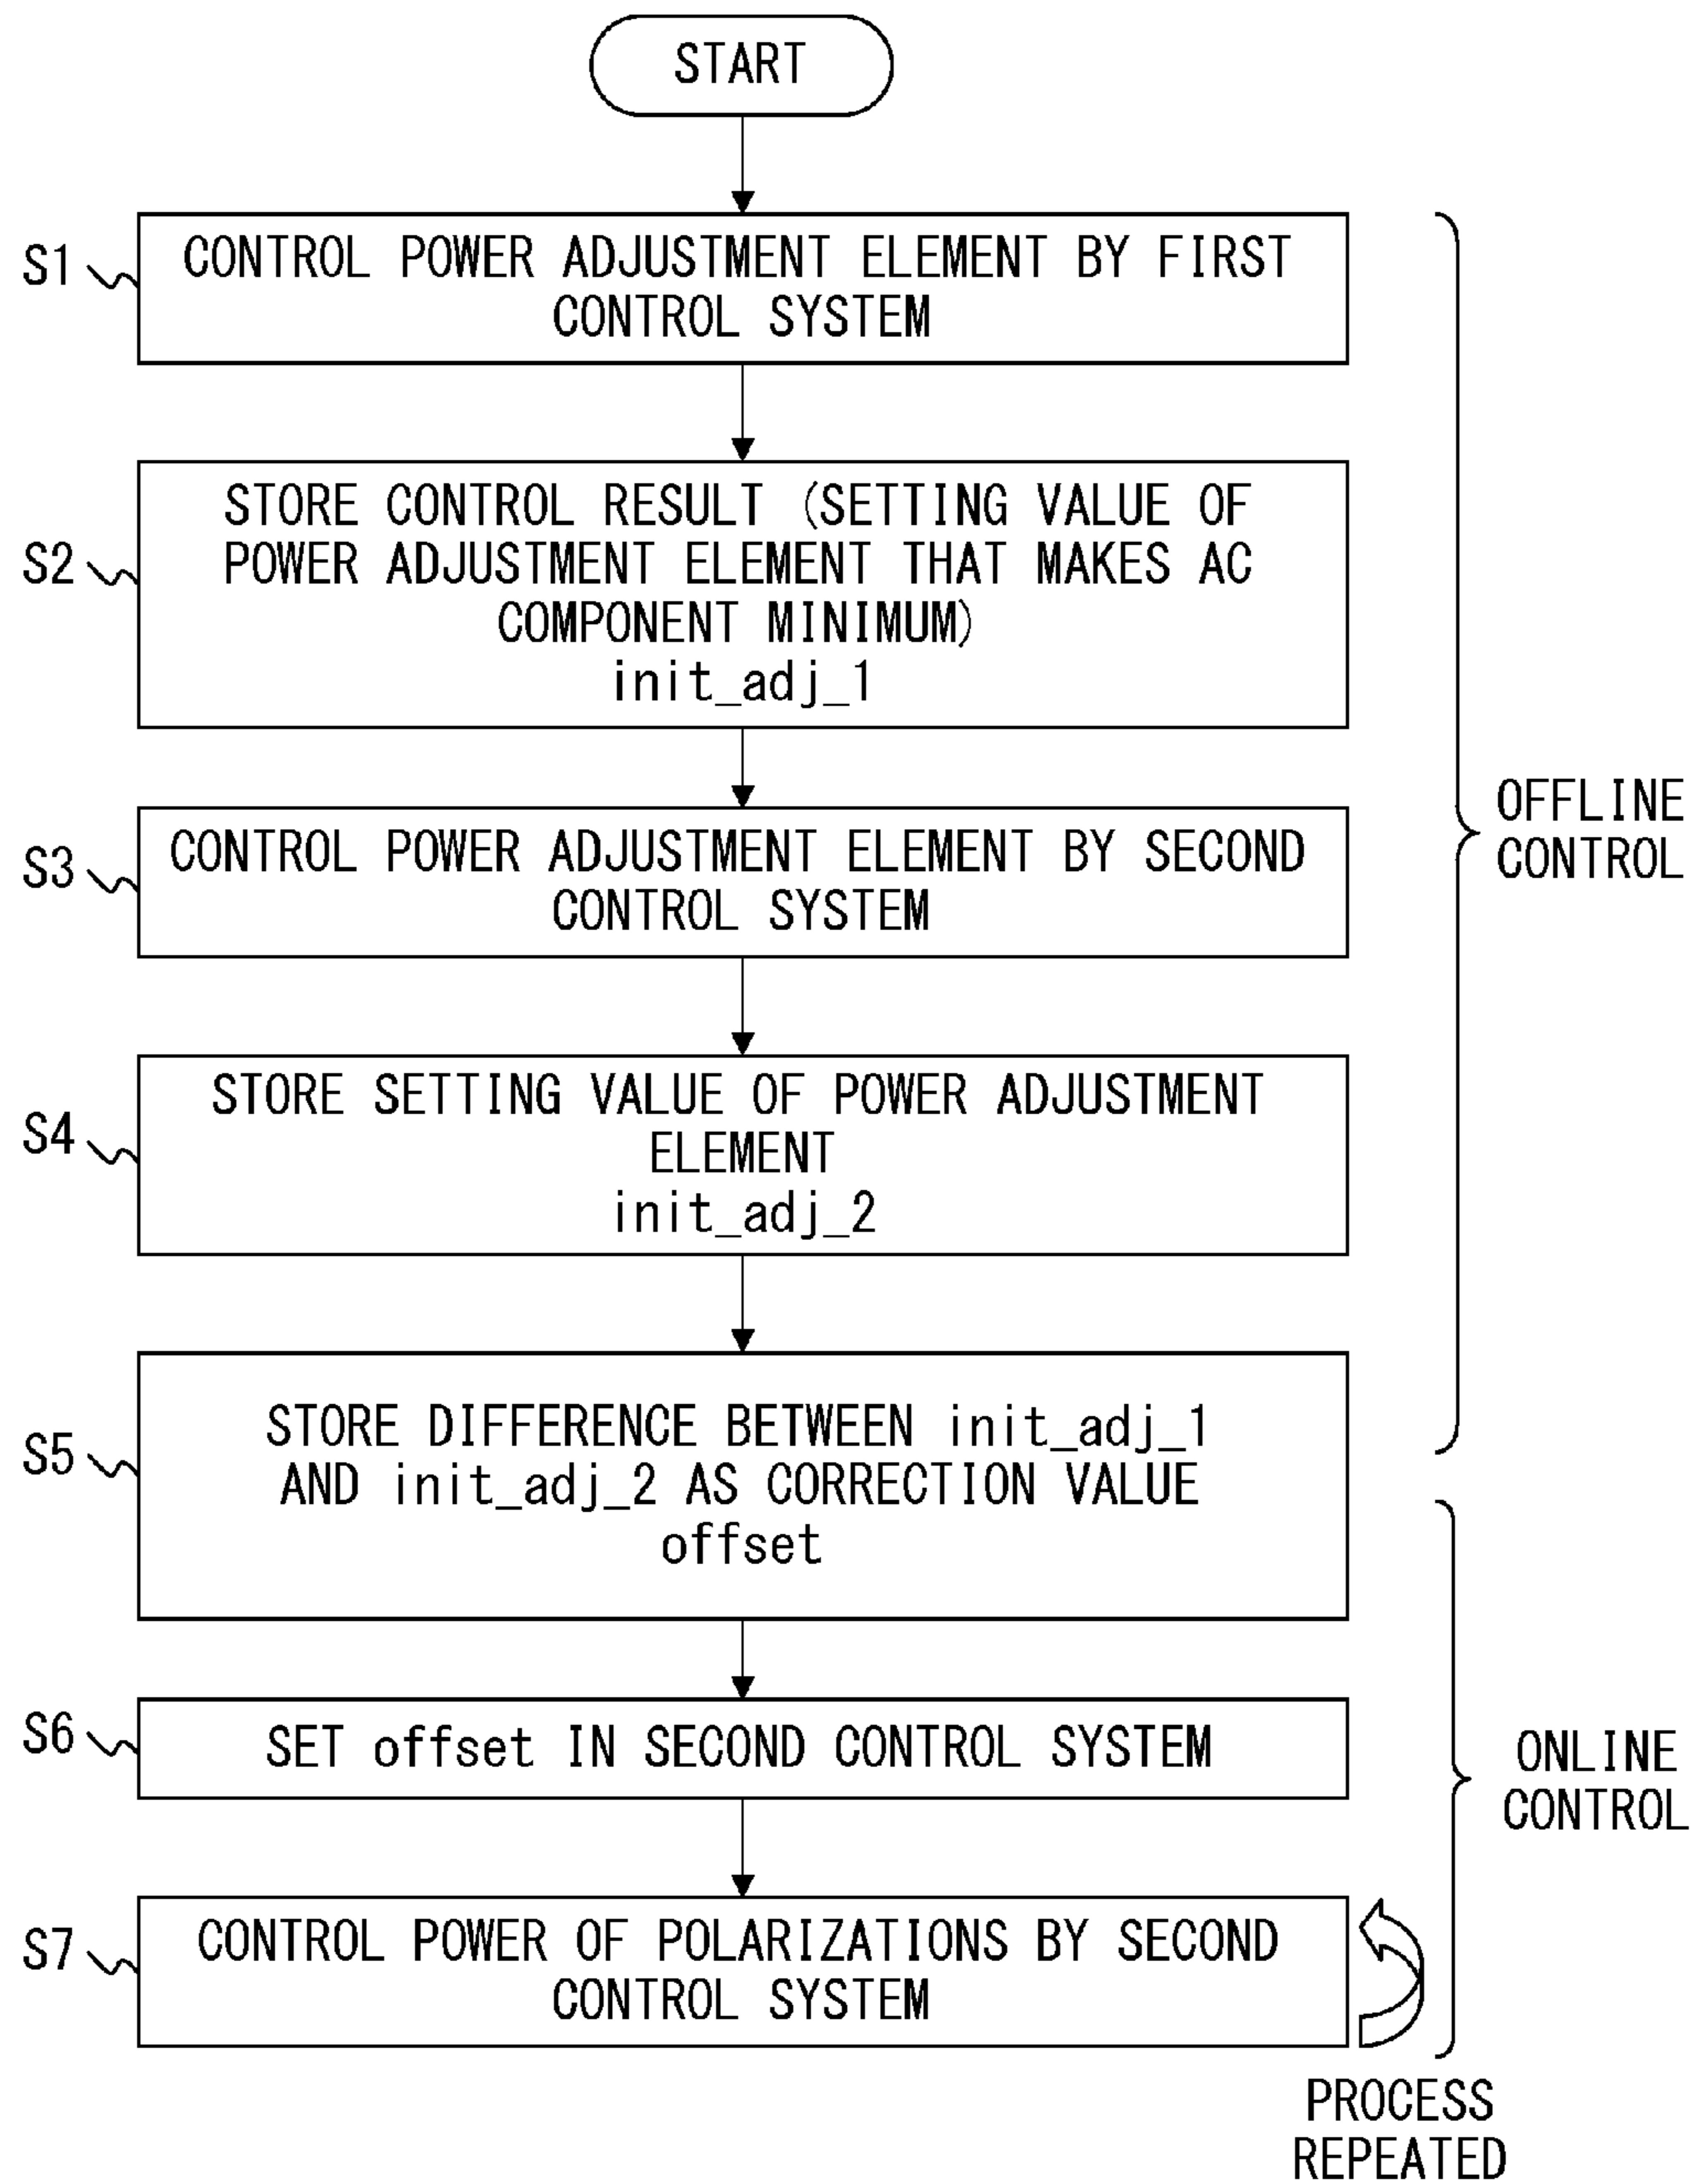 START
S1
CONTROL POWER ADJUSTMENT ELEMENT BY FIRST
CONTROL SYSTEM
S2
STORE CONTROL RESULT (SETTING VALUE OF
POWER ADJUSTMENT ELEMENT THAT MAKES AC
COMPONENT MINIMUM)
init_adj_1
S3
CONTROL POWER ADJUSTMENT ELEMENT BY SECOND
CONTROL SYSTEM
OFFLINE
CONTROL
S4
STORE SETTING VALUE OF POWER ADJUSTMENT
ELEMENT
init_adj_2
S5
STORE DIFFERENCE BETWEEN init_adj_1
AND init_adj_2 AS CORRECTION VALUE
offset
S6
SET offset IN SECOND CONTROL SYSTEM
ONLINE
CONTROL
S7
CONTROL POWER OF POLARIZATIONS BY SECOND
CONTROL SYSTEM
PROCESS
REPEATED